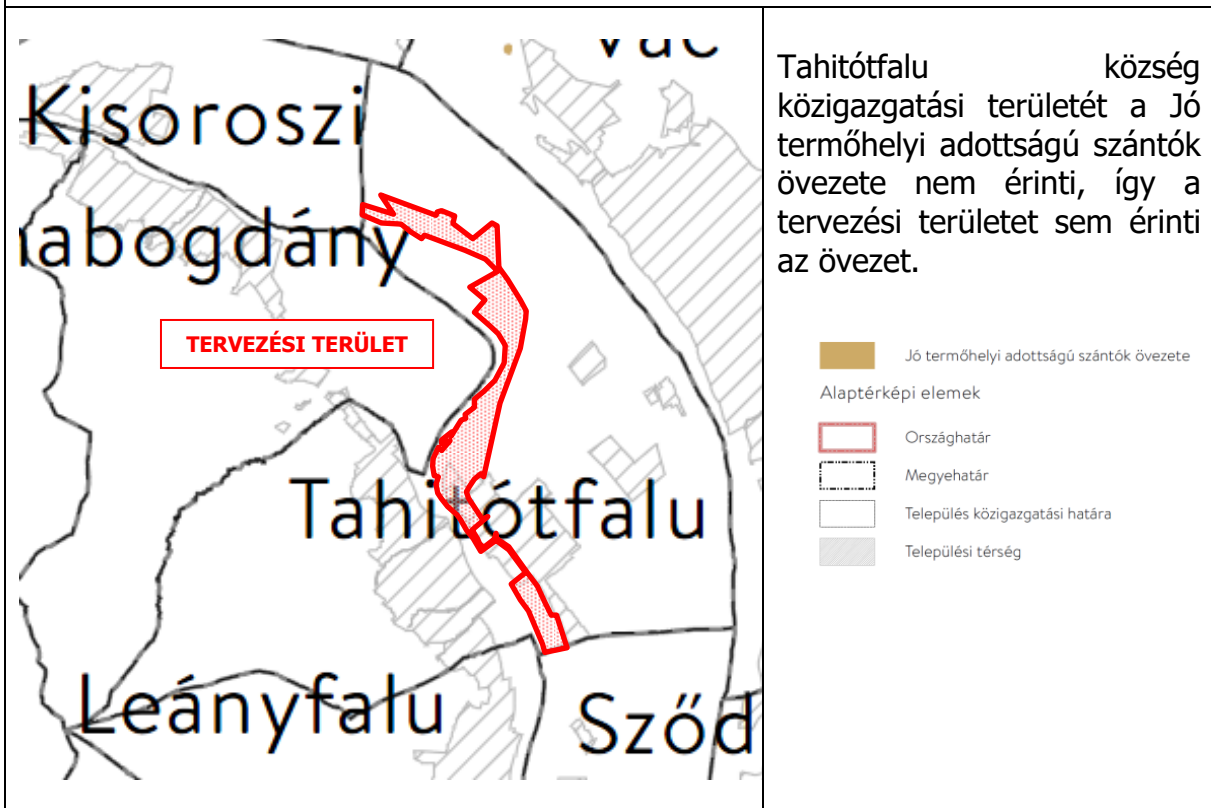 Vác
Kisoroszi
nabogdány
TERVEZÉSI TERÜLET
Tahitótfalu
Leányfalu
Sződ
Tahitótfalu község
közigazgatási területét a Jó
termőhelyi adottságú szántók
övezete nem érinti, így a
tervezési területet sem érinti
az övezet.
Jó termőhelyi adottságú szántók övezete
Alaptérképi elemek
Országhatár
Megyehatár
Település közigazgatási határa
Települési térség